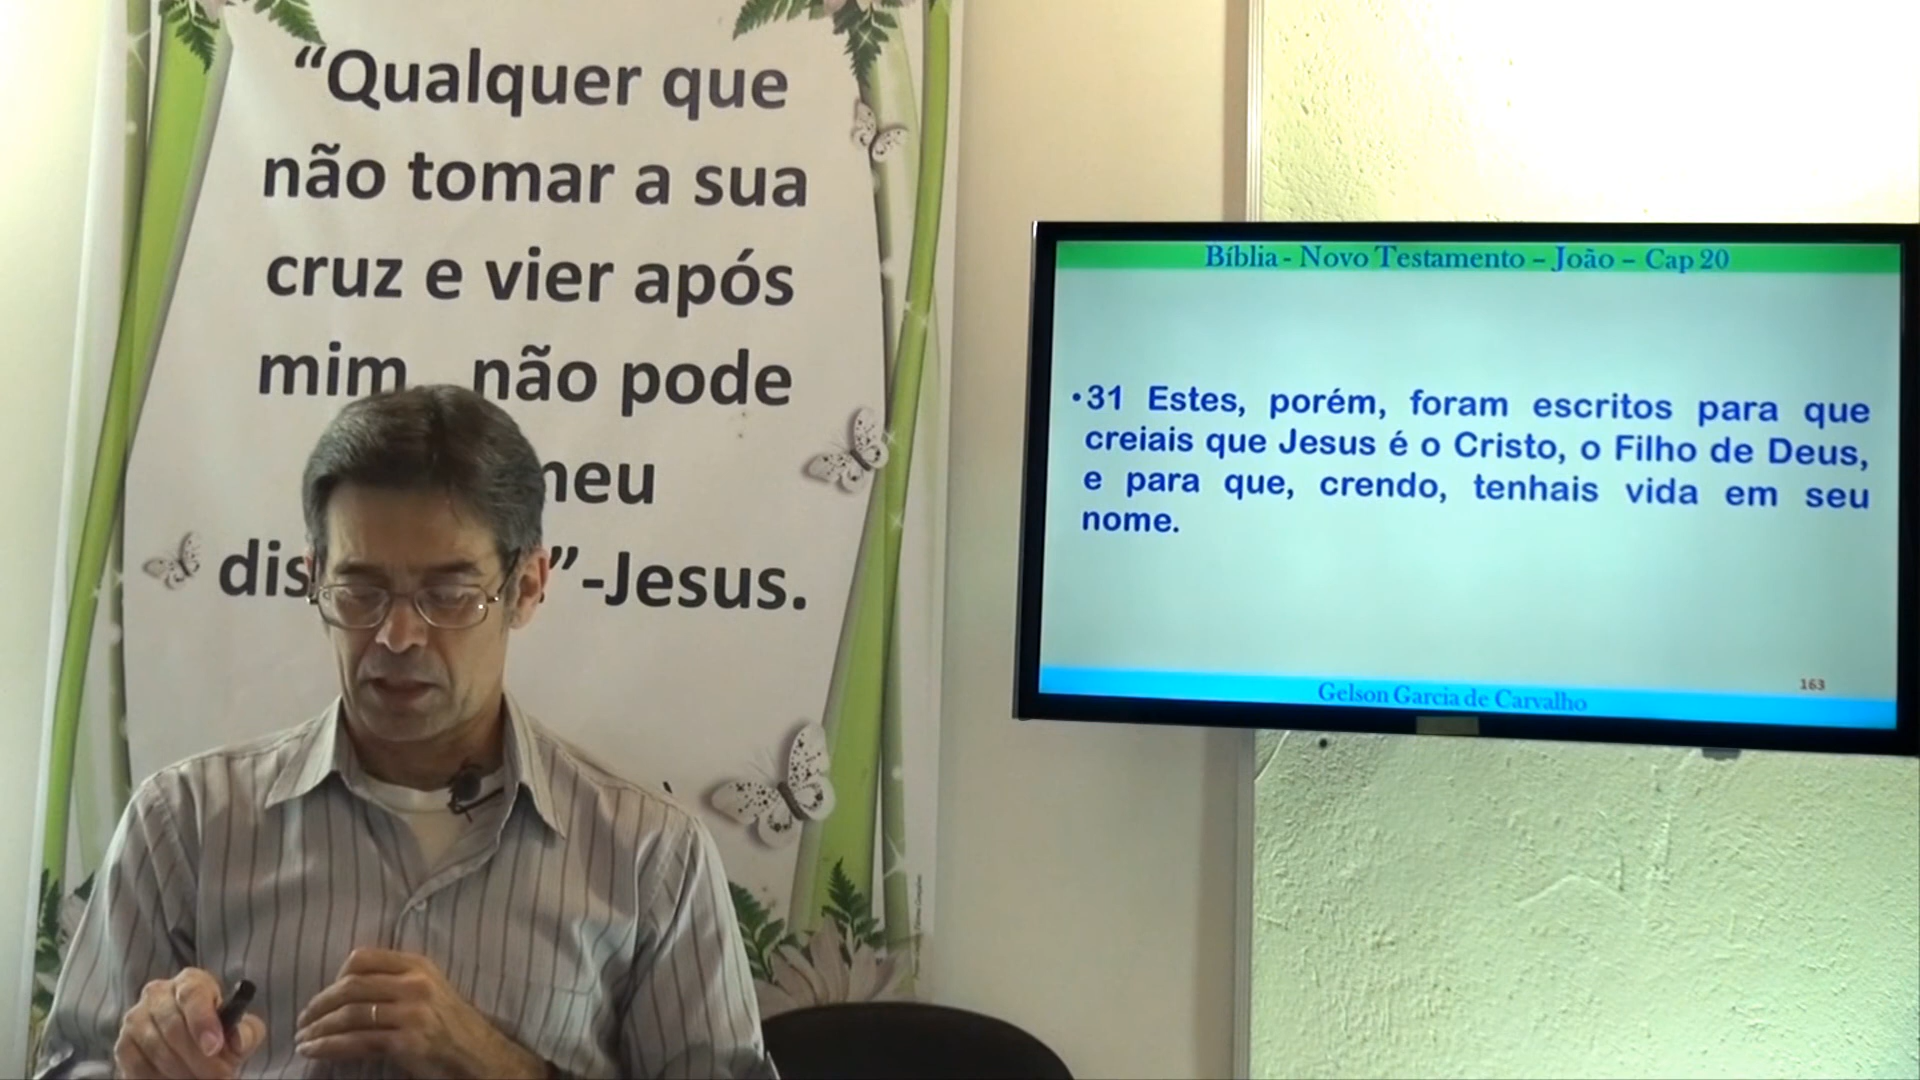 “Qualquer que
não tomar a sua
cruz e vier após
mim não pode
meu
”-Jesus.
Bíblia - Novo Testamento – João – Cap 20
•31 Estes, porém, foram escritos para que
creiais que Jesus é o Cristo, o Filho de Deus,
e para que, crendo, tenhais vida em seu
nome.
163
Gelson Garcia de Carvalho